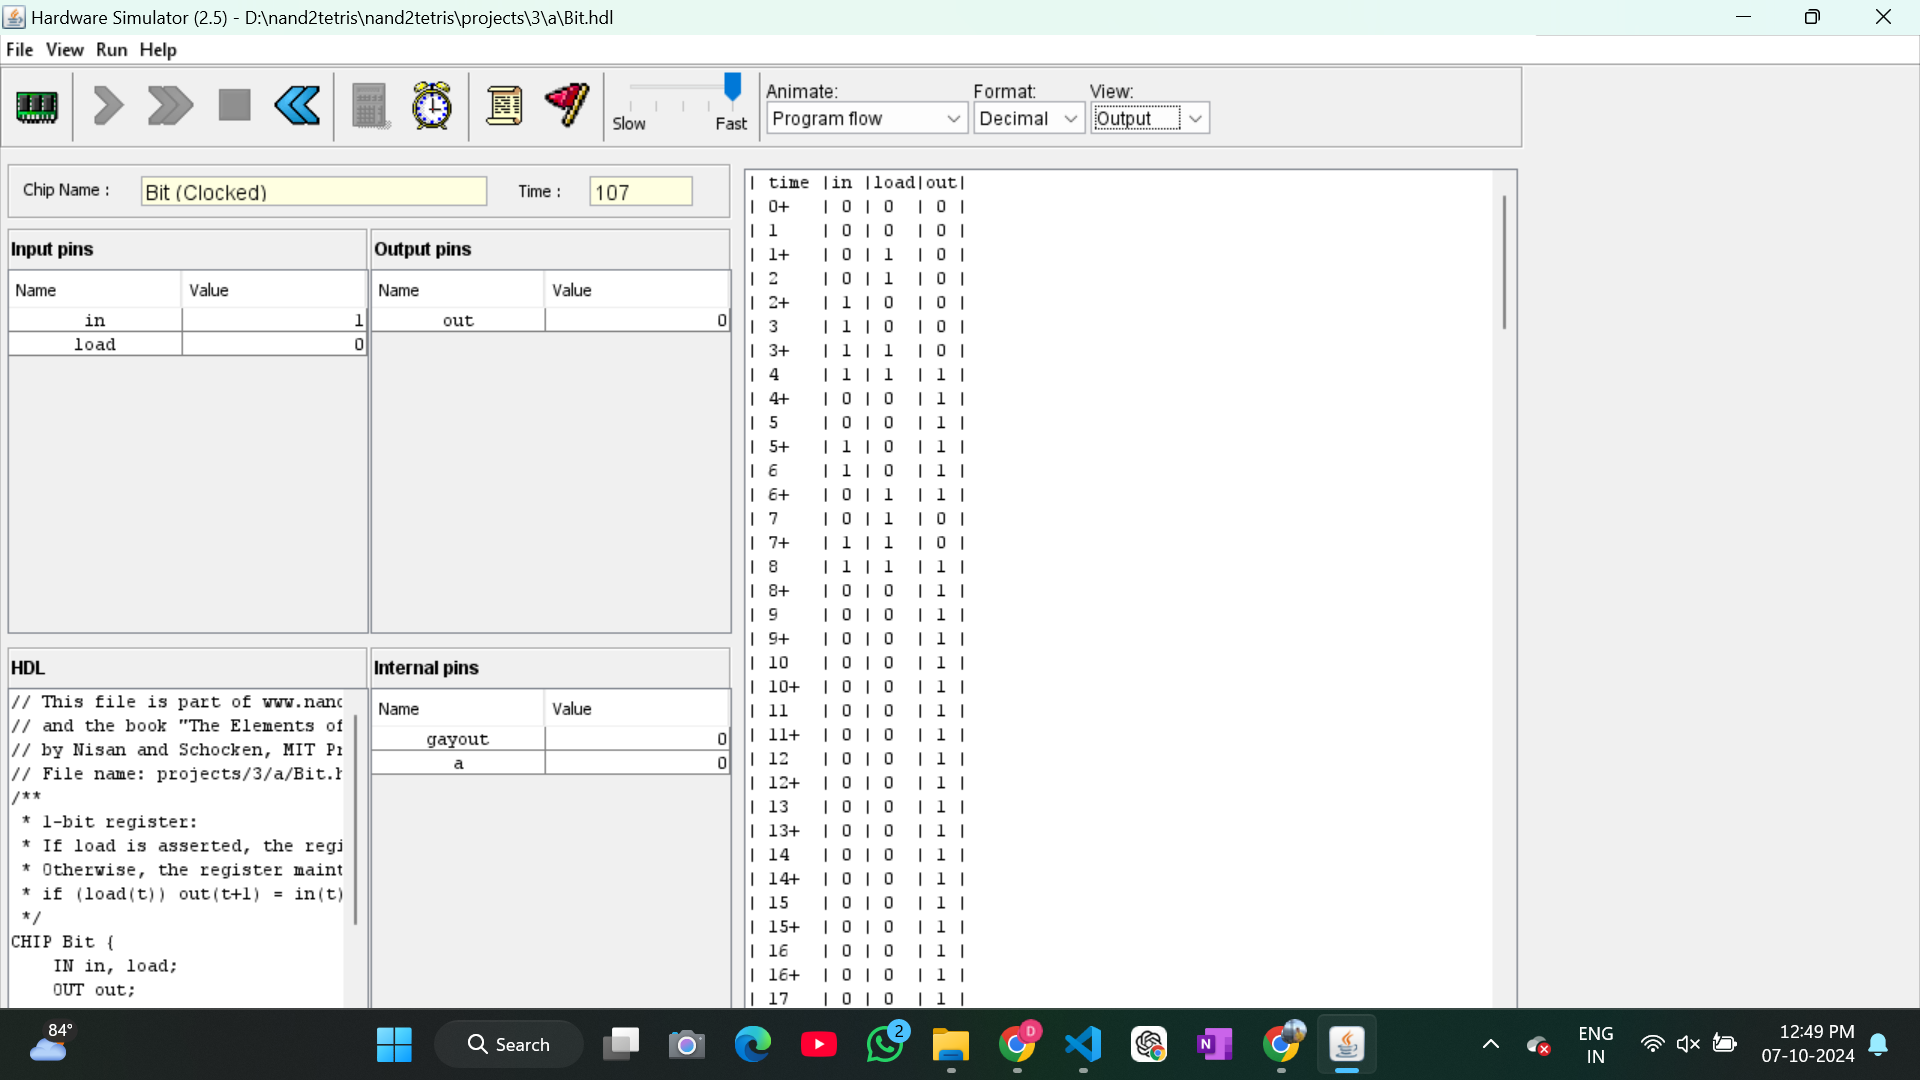 Hardware Simulator (2.5) - D:\nand2tetris\nand2tetris\projects\3\a\Bit.hdl
File View Run Help
Slow Fast
Animate:
Program flow
Format:
Decimal
View:
Output
Chip Name : Bit (Clocked) Time : 107
Input pins
Name Value
in 1
load 0
Output pins
Name Value
out 0
HDL
// This file is part of www.nand
// and the book "The Elements of
// by Nisan and Schocken, MIT Pr
// File name: projects/3/a/Bit.h
/**
* 1-bit register:
* If load is asserted, the regi
* Otherwise, the register maint
* if (load(t)) out(t+1) = in(t)
*/
CHIP Bit {
IN in, load;
OUT out;
Internal pins
Name Value
gayout 0
a 0
| time |in |load|out|
| 0+ | 0 | 0 | 0 |
| 1 | 0 | 0 | 0 |
| 1+ | 0 | 1 | 0 |
| 2 | 0 | 1 | 0 |
| 2+ | 1 | 0 | 0 |
| 3 | 1 | 0 | 0 |
| 3+ | 1 | 1 | 0 |
| 4 | 1 | 1 | 1 |
| 4+ | 0 | 0 | 1 |
| 5 | 0 | 0 | 1 |
| 5+ | 1 | 0 | 1 |
| 6 | 1 | 0 | 1 |
| 6+ | 0 | 1 | 1 |
| 7 | 0 | 1 | 0 |
| 7+ | 1 | 1 | 0 |
| 8 | 1 | 1 | 1 |
| 8+ | 0 | 0 | 1 |
| 9 | 0 | 0 | 1 |
| 9+ | 0 | 0 | 1 |
| 10 | 0 | 0 | 1 |
| 10+ | 0 | 0 | 1 |
| 11 | 0 | 0 | 1 |
| 11+ | 0 | 0 | 1 |
| 12 | 0 | 0 | 1 |
| 12+ | 0 | 0 | 1 |
| 13 | 0 | 0 | 1 |
| 13+ | 0 | 0 | 1 |
| 14 | 0 | 0 | 1 |
| 14+ | 0 | 0 | 1 |
| 15 | 0 | 0 | 1 |
| 15+ | 0 | 0 | 1 |
| 16 | 0 | 0 | 1 |
| 16+ | 0 | 0 | 1 |
| 17 | 0 | 0 | 1 |
84°
Search
2
D
N
ENG
IN
12:49 PM
07-10-2024